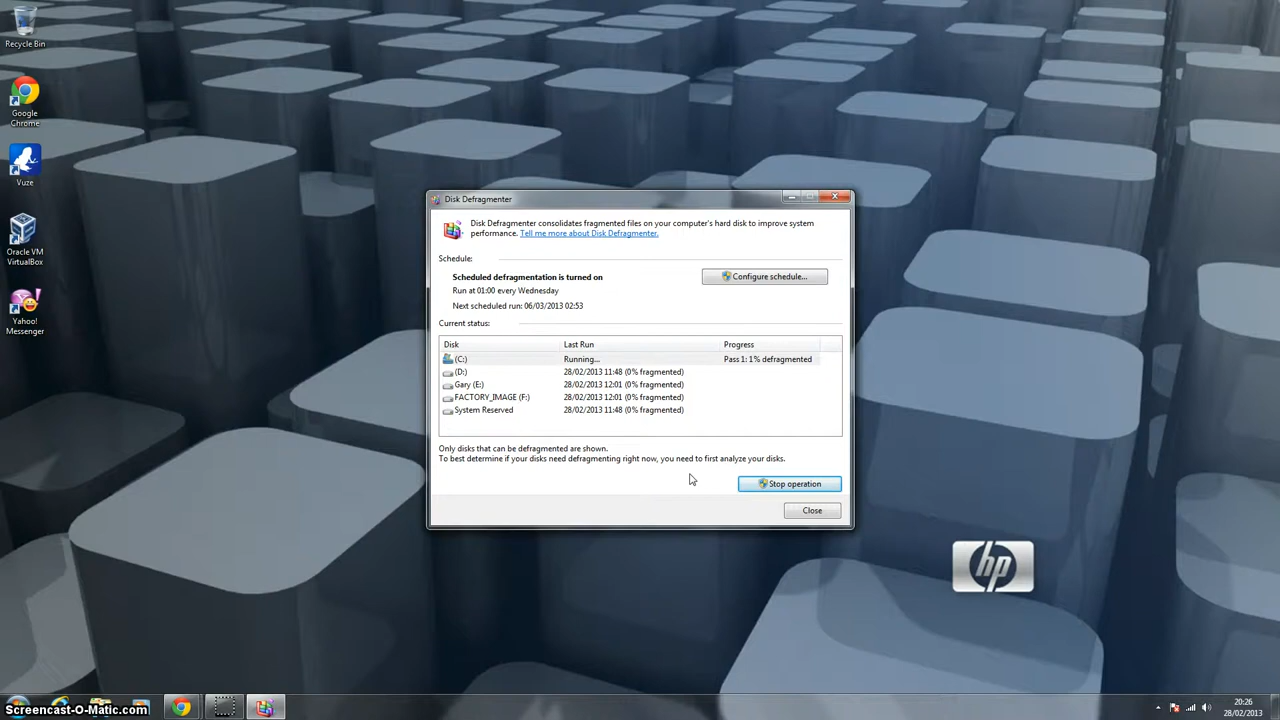 Recycle Bin
Google
Chrome
Vuze
Oracle VM
VirtualBox
Yahoo!
Messenger
Disk Defragmenter
Disk Defragmenter consolidates fragmented files on your computer's hard disk to improve system
performance. Tell me more about Disk Defragmenter.
Schedule:
Scheduled defragmentation is turned on
Configure schedule...
Run at 01:00 every Wednesday
Next scheduled run: 06/03/2013 02:53
Current status:
Disk Last Run Progress
(C:) Running... Pass 1: 1% defragmented
(D:) 28/02/2013 11:48 (0% fragmented)
Gary (E:) 28/02/2013 12:01 (0% fragmented)
FACTORY_IMAGE (F:) 28/02/2013 12:01 (0% fragmented)
System Reserved 28/02/2013 11:48 (0% fragmented)
Only disks that can be defragmented are shown.
To best determine if your disks need defragmenting right now, you need to first analyze your disks.
Stop operation
Close
hp
Screencast-O-Matic.com
20:26
28/02/2013